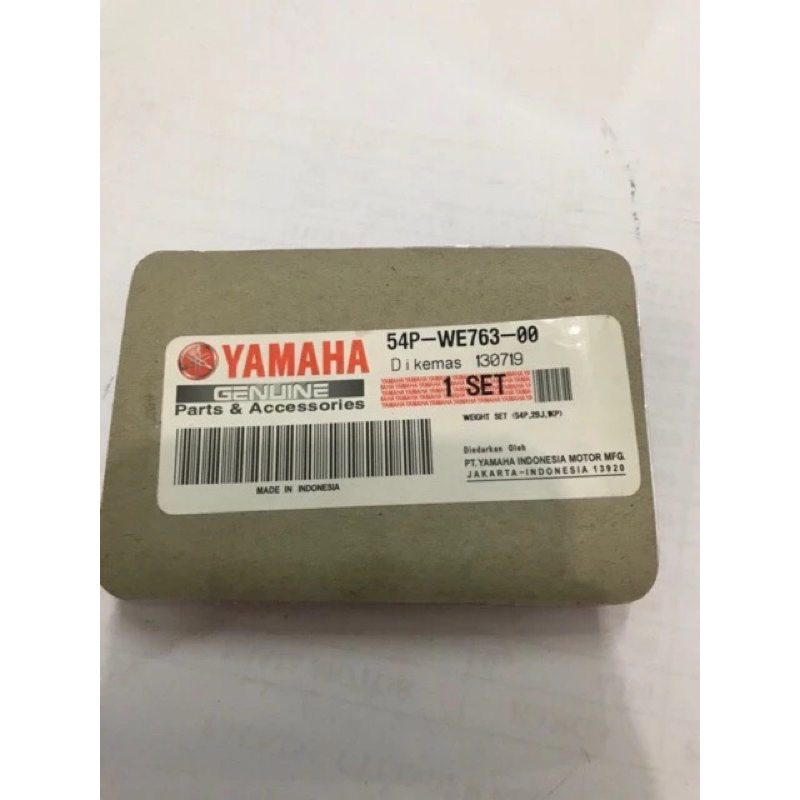 YAMAHA
GENUINE
Parts & Accessories
54P-WE763-00
Dikemas 130719
1 SET
WEIGHT SET (54P,2SJ,1KP)
MADE IN INDONESIA
Diedarkan Oleh
PT.YAMAHA INDONESIA MOTOR MFG.
JAKARTA-INDONESIA 13920